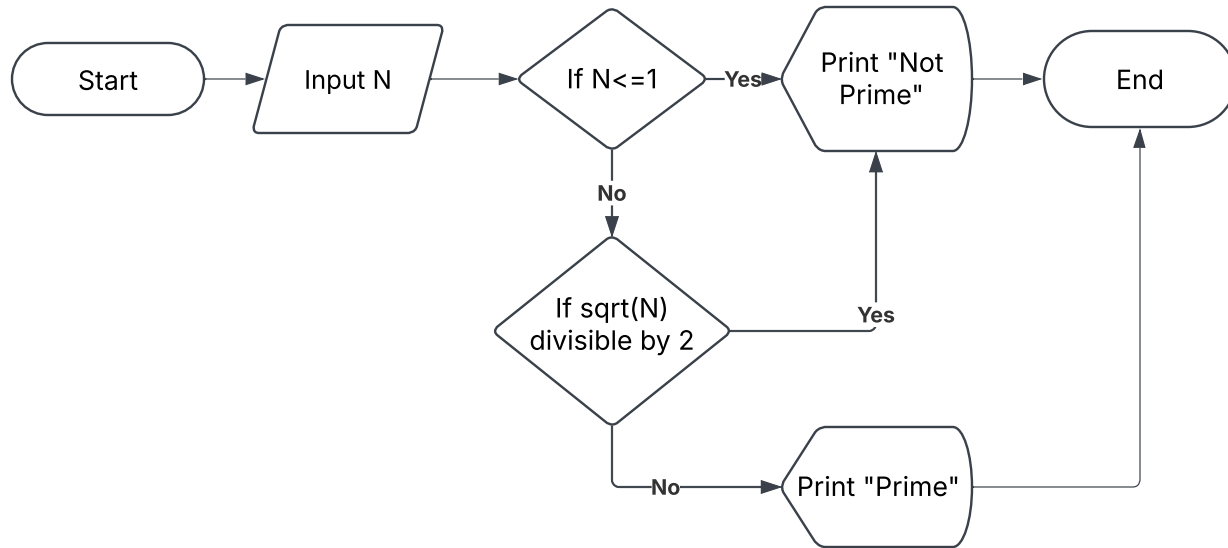 Start
Input N
If N<=1
Yes
Print "Not
Prime"
End
No
If sqrt(N)
divisible by 2
Yes
No
Print "Prime"